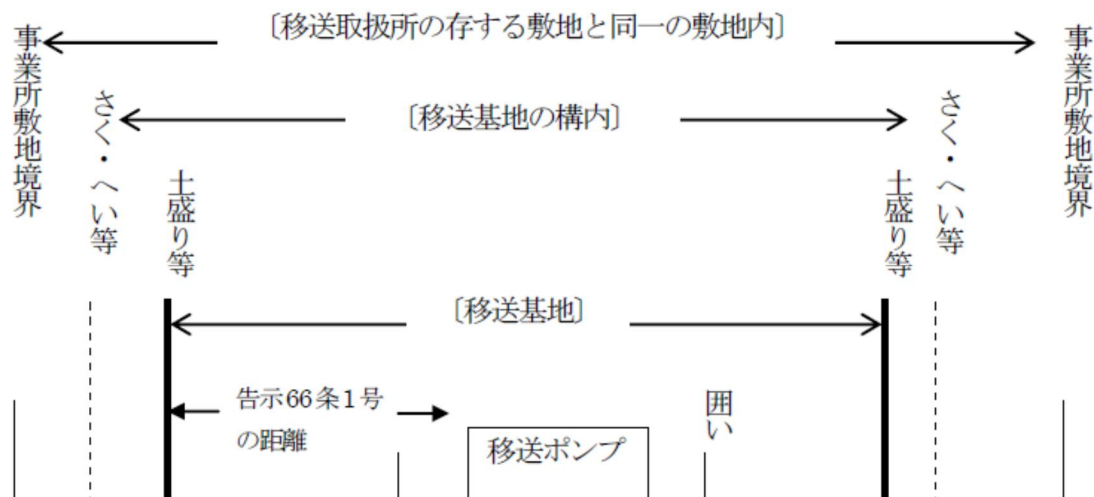 〔移送取扱所の存する敷地と同一の敷地内〕
事業所敷地境界
事業所敷地境界
さく・へい等
〔移送基地の構内〕
さく・へい等
土盛り等
土盛り等
〔移送基地〕
告示66条1号
の距離
囲い
移送ポンプ